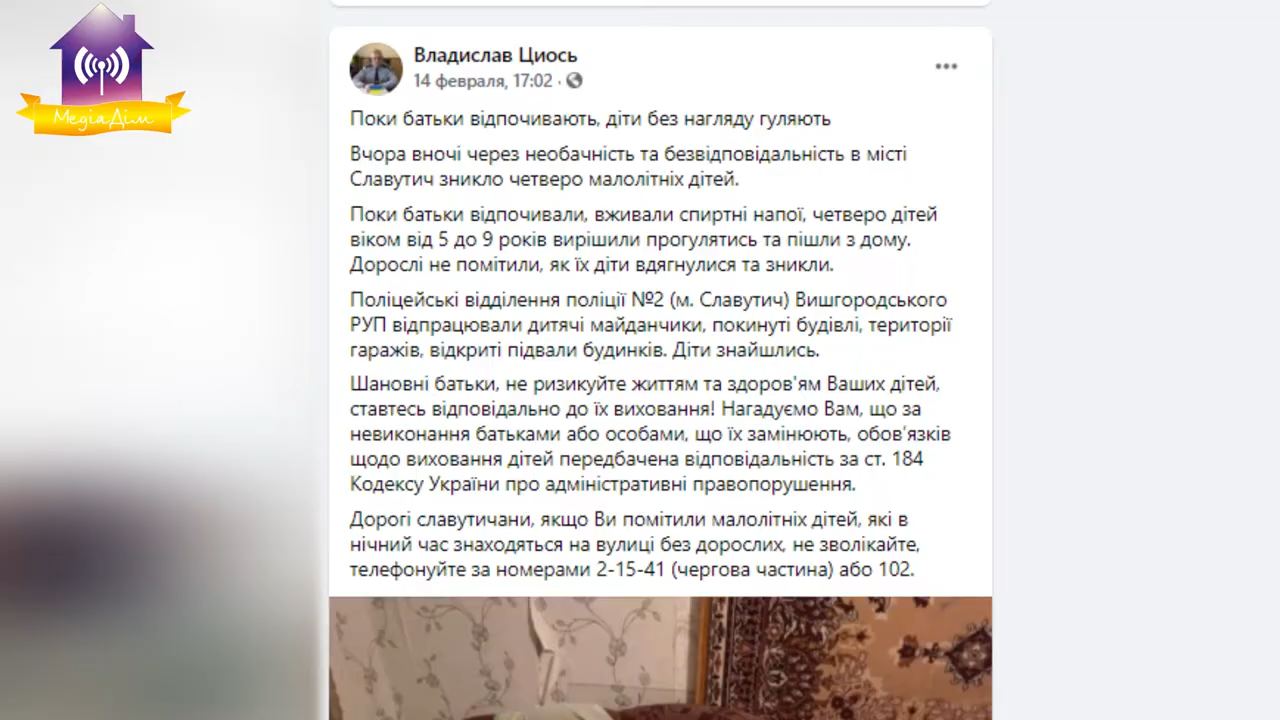 МедіаДім
Владислав Циось
14 февраля, 17:02 ·
Поки батьки відпочивають, діти без нагляду гуляють
Вчора вночі через необачність та безвідповідальність в місті
Славутич зникло четверо малолітніх дітей.
Поки батьки відпочивали, вживали спиртні напої, четверо дітей
віком від 5 до 9 років вирішили прогулятись та пішли з дому.
Дорослі не помітили, як їх діти вдягнулися та зникли.
Поліцейські відділення поліції №2 (м. Славутич) Вишгородського
РУП відпрацювали дитячі майданчики, покинуті будівлі, території
гаражів, відкриті підвали будинків. Діти знайшлись.
Шановні батьки, не ризикуйте життям та здоров'ям Ваших дітей,
ставтесь відповідально до їх виховання! Нагадуємо Вам, що за
невиконання батьками або особами, що їх замінюють, обов'язків
щодо виховання дітей передбачена відповідальність за ст. 184
Кодексу України про адміністративні правопорушення.
Дорогі славутичани, якщо Ви помітили малолітніх дітей, які в
нічний час знаходяться на вулиці без дорослих, не зволікайте,
телефонуйте за номерами 2-15-41 (чергова частина) або 102.